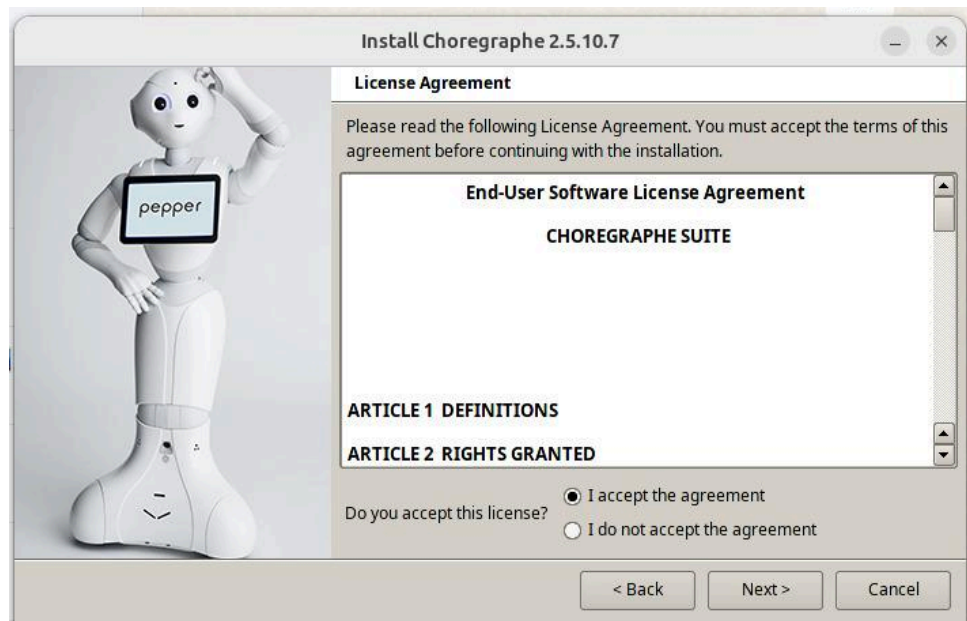 Install Choregraphe 2.5.10.7
License Agreement
Please read the following License Agreement. You must accept the terms of this
agreement before continuing with the installation.
End-User Software License Agreement
CHOREGRAPHE SUITE
pepper
ARTICLE 1 DEFINITIONS
ARTICLE 2 RIGHTS GRANTED
Do you accept this license?
I accept the agreement
I do not accept the agreement
< Back
Next >
Cancel